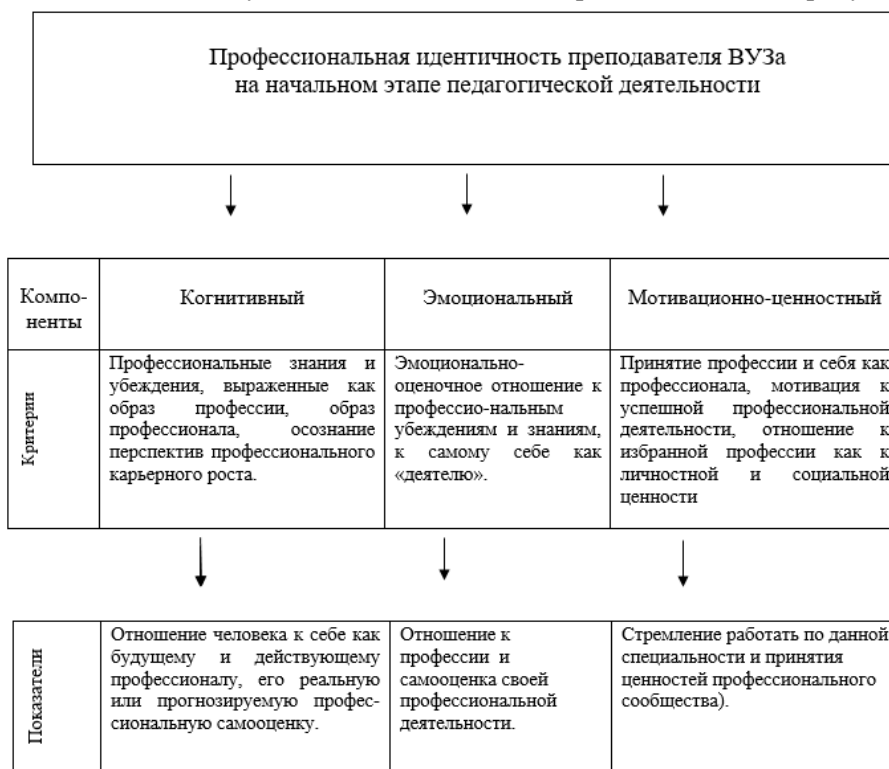 Профессиональная идентичность преподавателя ВУЗа
на начальном этапе педагогической деятельности
Компо-
ненты
Когнитивный
Эмоциональный
Мотивационно-ценностный
Критерии
Профессиональные знания и
убеждения, выраженные как
образ профессии, образ
профессионала, осознание
перспектив профессионального
карьерного роста.
Эмоционально-
оценочное отношение к
профессио-нальным
убеждениям и знаниям,
к самому себе как
«деятелю».
Принятие профессии и себя как
профессионала, мотивация к
успешной профессиональной
деятельности, отношение к
избранной профессии как к
личностной и социальной
ценности
Показатели
Отношение человека к себе как
будущему и действующему
профессионалу, его реальную
или прогнозируемую профес-
сиональную самооценку.
Отношение к
профессии и
самооценка своей
профессиональной
деятельности.
Стремление работать по данной
специальности и принятия
ценностей профессионального
сообщества).